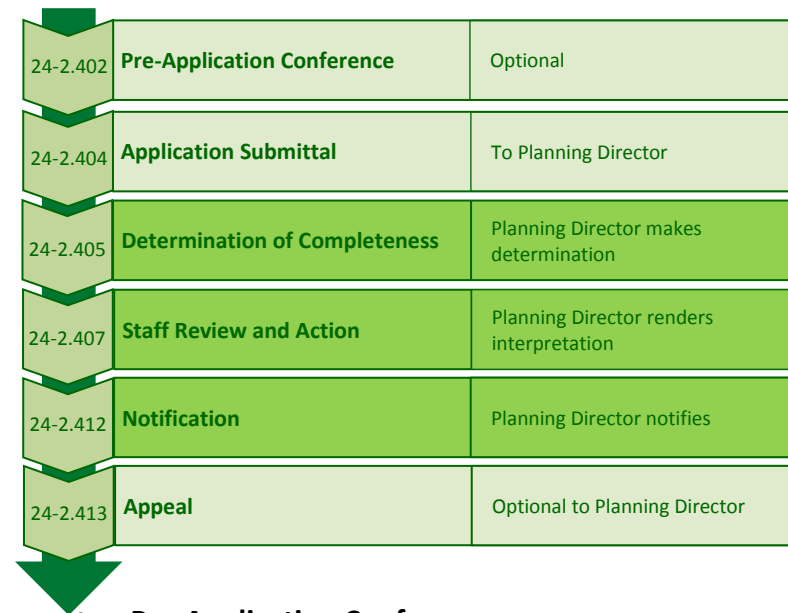 24-2.402 Pre-Application Conference Optional
24-2.404 Application Submittal To Planning Director
24-2.405 Determination of Completeness Planning Director makes
determination
24-2.407 Staff Review and Action Planning Director renders
interpretation
24-2.412 Notification Planning Director notifies
24-2.413 Appeal Optional to Planning Director